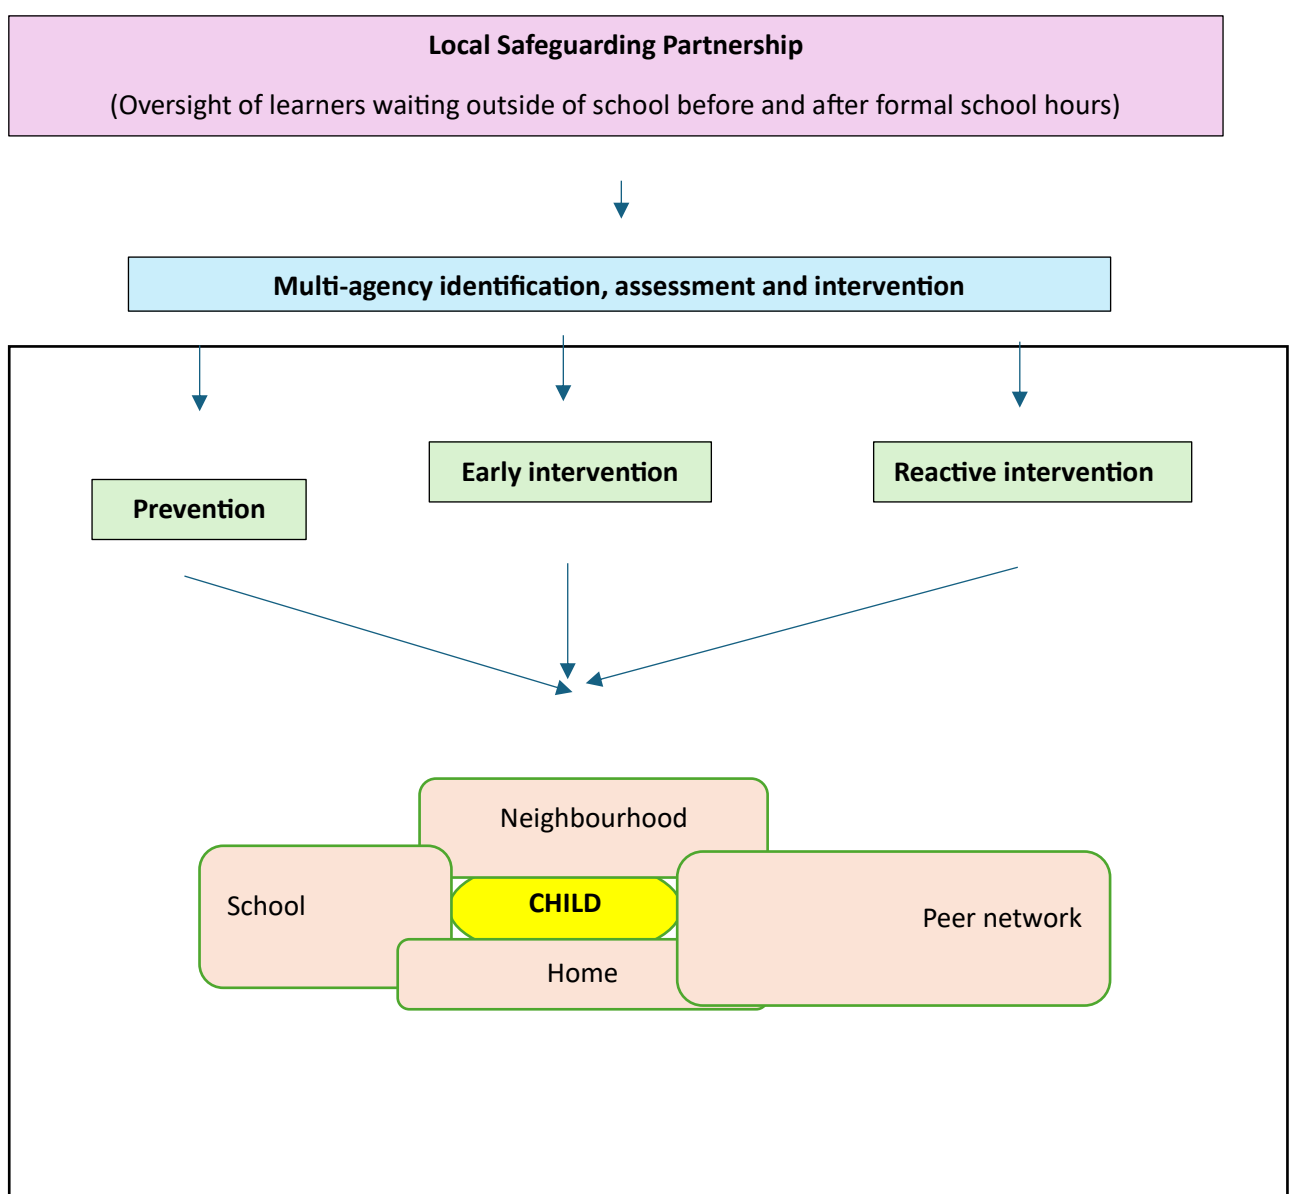 Local Safeguarding Partnership
(Oversight of learners waiting outside of school before and after formal school hours)
Multi-agency identification, assessment and intervention
Prevention
Early intervention
Reactive intervention
Neighbourhood
School
CHILD
Peer network
Home